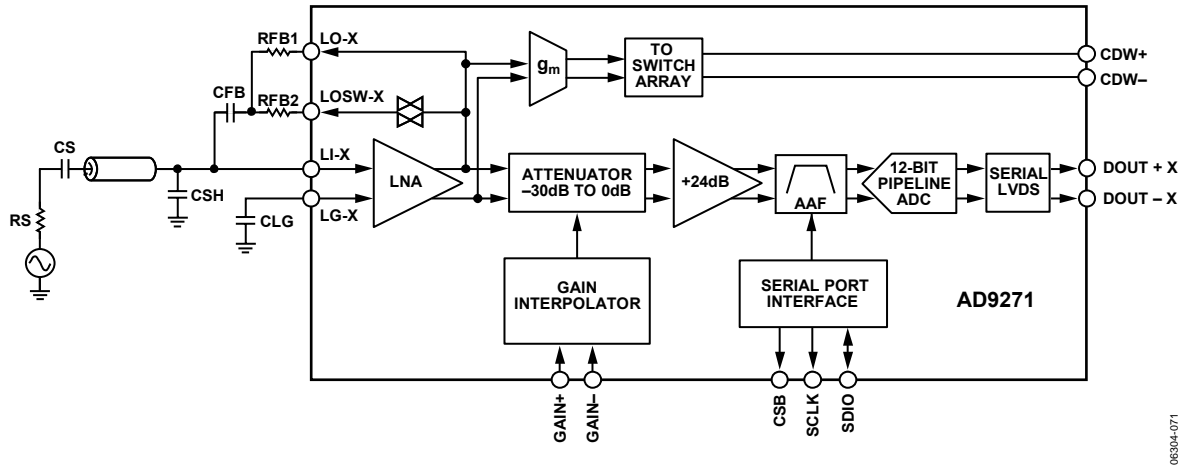 RFB1
LO-X
CFB
RFB2
LOSW-X
CS
LI-X
CSH
RS
CLG
LG-X
LNA
gm
TO
SWITCH
ARRAY
CDW+
CDW–
ATTENUATOR
–30dB TO 0dB
+24dB
AAF
12-BIT
PIPELINE
ADC
SERIAL
LVDS
DOUT + X
DOUT – X
GAIN
INTERPOLATOR
SERIAL PORT
INTERFACE
AD9271
GAIN+
GAIN–
CSB
SCLK
SDIO
06304-071